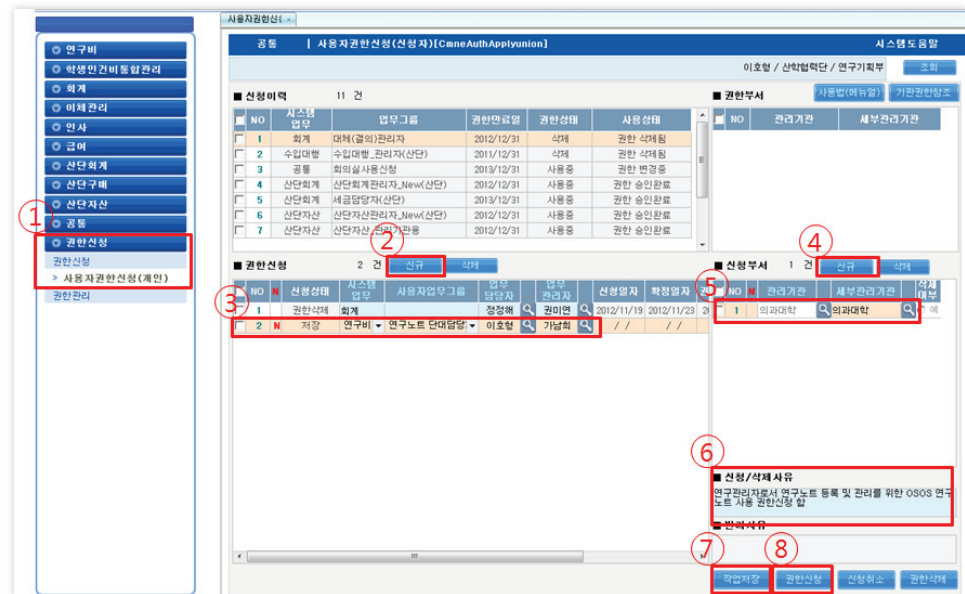 사용자권한신청 ×
공통 | 사용자권한신청(신청자)[CmneAuthApplyunion] 시스템도움말
이호형 / 산학협력단 / 연구기획부 조회
연구비
학생인건비통합관리
회계
이체관리
인사
급여
산단회계
산단구매
산단자산
공통
권한신청
권한신청
> 사용자권한신청(개인)
권한관리
①
■ 신청이력 11 건
NO 시스템업무 업무그룹 권한만료일 권한상태 사용상태
1 회계 대체(결의)관리자 2012/12/31 삭제 권한 삭제됨
2 수입대행 수입대행_관리자(산단) 2011/12/31 삭제 권한 삭제됨
3 공통 회의실사용신청 2013/12/31 사용중 권한 변경중
4 산단회계 산단회계관리자_New(산단) 2012/12/31 사용중 권한 승인완료
5 산단회계 세금담당자(산단) 2013/12/31 사용중 권한 승인완료
6 산단자산 산단자산관리자_New(산단) 2012/12/31 사용중 권한 승인완료
7 산단자산 산단자산_관리기관용 2012/12/31 사용중 권한 승인완료
■ 권한부서 사용법(메뉴얼) 기관권한참조
NO 관리기관 세부관리기관
②
■ 권한신청 2 건 신규 삭제
③
NO N 신청상태 시스템업무 사용자업무그룹 업무담당자 업무관리자 신청일자 확정일자
1 권한삭제 회계 정정해 권미연 2012/11/19 2012/11/23
2 N 저장 연구비 연구노트 단대담당 이호형 가남희 / / / /
④
■ 신청부서 1 건 신규 삭제
⑤
NO N 관리기관 세부관리기관 삭제여부
1 의과대학 의과대학 예
⑥
■ 신청/삭제사유
연구관리자로서 연구노트 등록 및 관리를 위한 OSOS 연구
노트 사용 권한신청 함
■ 반려사유
⑦ ⑧
작업저장 권한신청 신청취소 권한삭제